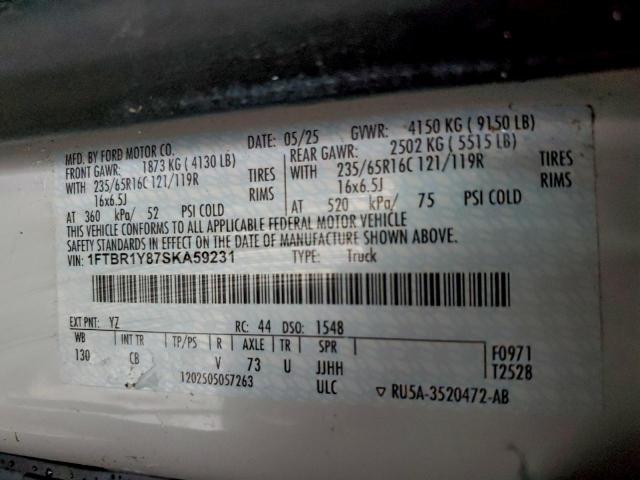 MFD. BY FORD MOTOR CO. DATE: 05/25 GVWR: 4150 KG ( 9150 LB)
FRONT GAWR: 1873 KG ( 4130 LB) REAR GAWR: 2502 KG ( 5515 LB)
WITH 235/65R16C 121/119R TIRES WITH 235/65R16C 121/119R TIRES
16x6.5J RIMS 16x6.5J RIMS
AT 360 kPa/ 52 PSI COLD AT 520 kPa/ 75 PSI COLD
THIS VEHICLE CONFORMS TO ALL APPLICABLE FEDERAL MOTOR VEHICLE
SAFETY STANDARDS IN EFFECT ON THE DATE OF MANUFACTURE SHOWN ABOVE.
VIN: 1FTBR1Y87SKA59231 TYPE: Truck
EXT PNT: YZ RC: 44 DSO: 1548
WB INT TR TP/PS R AXLE TR SPR F0971
130 CB V 73 U JJHH T2528
1202505057263 ULC ▽ RU5A-3520472-AB